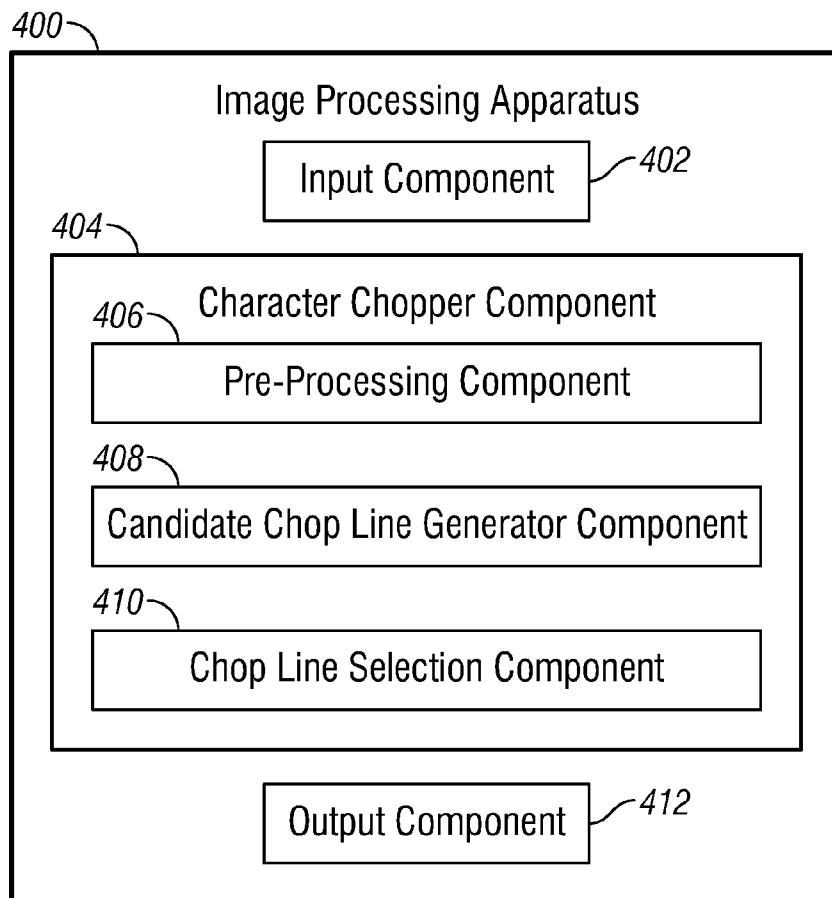 400
Image Processing Apparatus
Input Component
402
404
Character Chopper Component
406
Pre-Processing Component
408
Candidate Chop Line Generator Component
410
Chop Line Selection Component
Output Component
412